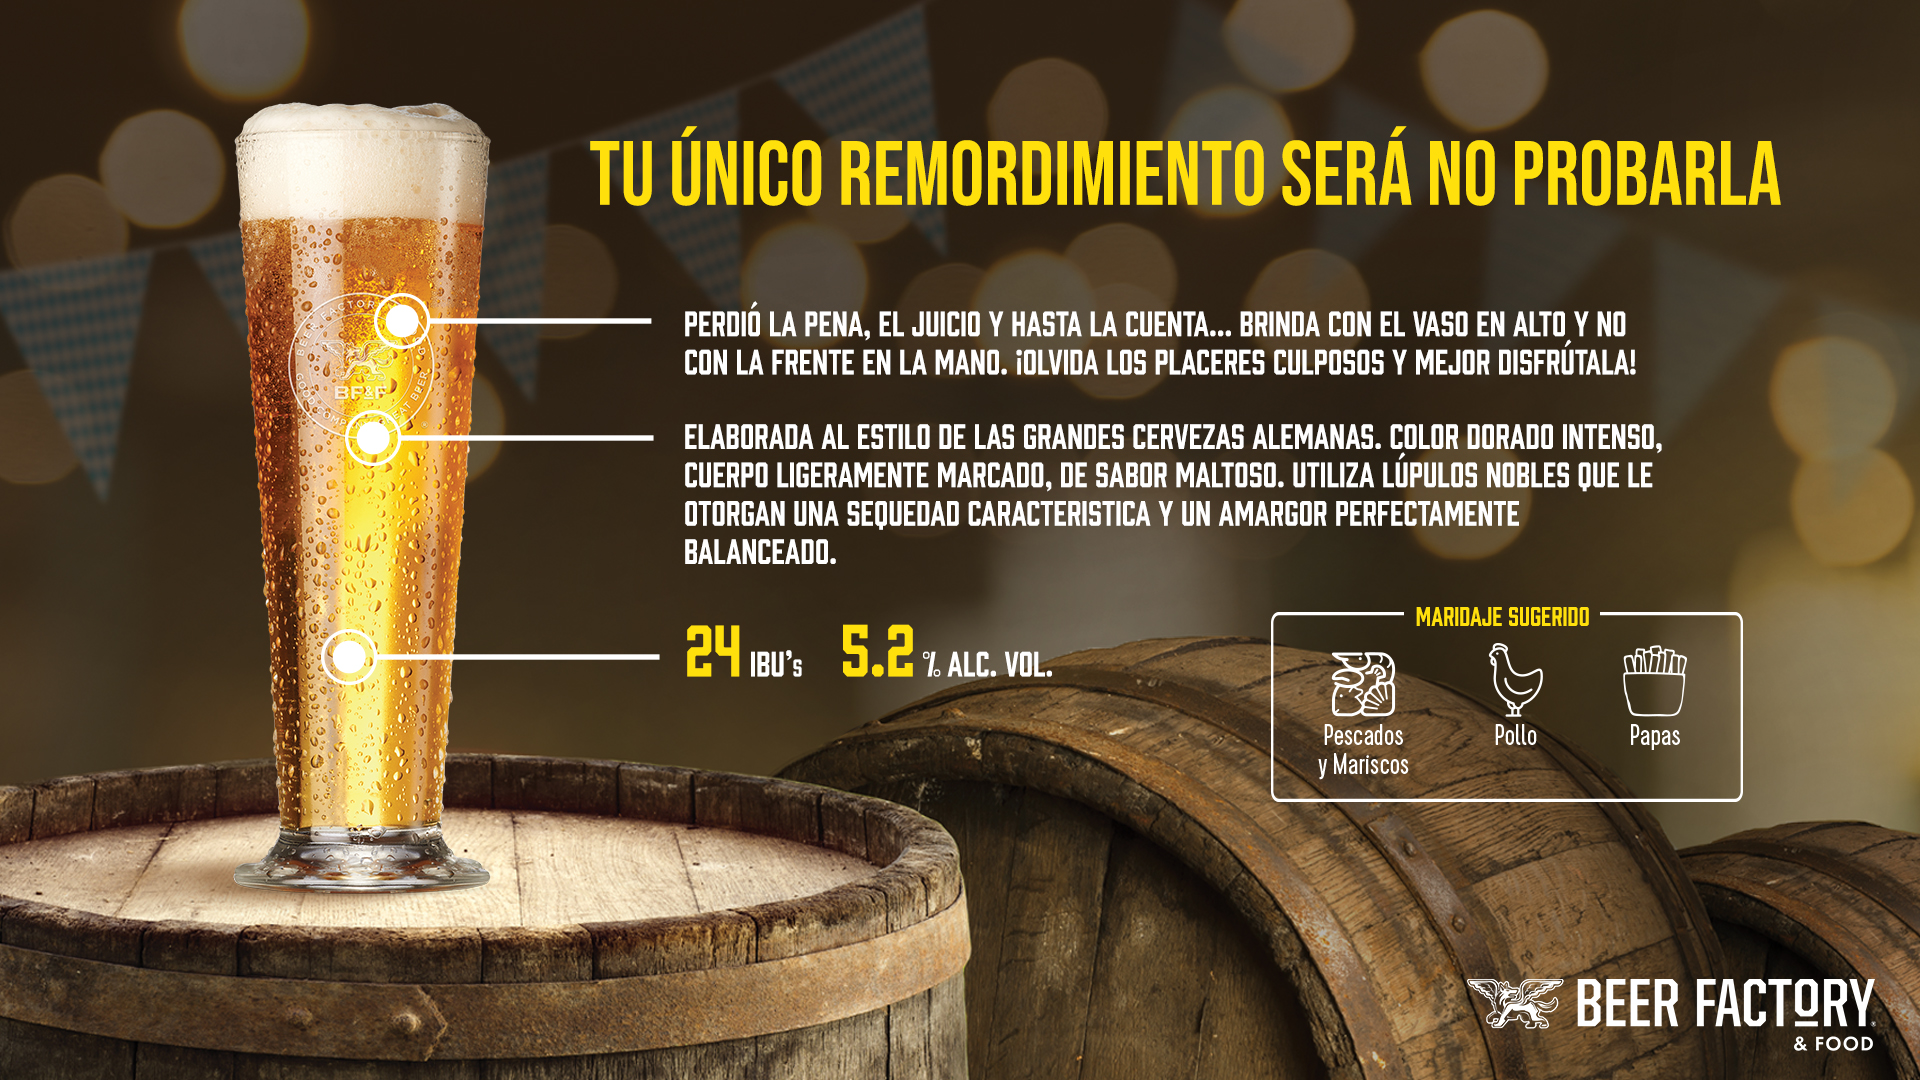 TU ÚNICO REMORDIMIENTO SERÁ NO PROBARLA
PERDIÓ LA PENA, EL JUICIO Y HASTA LA CUENTA... BRINDA CON EL VASO EN ALTO Y NO
CON LA FRENTE EN LA MANO. ¡OLVIDA LOS PLACERES CULPOSOS Y MEJOR DISFRÚTALA!
ELABORADA AL ESTILO DE LAS GRANDES CERVEZAS ALEMANAS. COLOR DORADO INTENSO,
CUERPO LIGERAMENTE MARCADO, DE SABOR MALTOSO. UTILIZA LÚPULOS NOBLES QUE LE
OTORGAN UNA SEQUEDAD CARACTERISTICA Y UN AMARGOR PERFECTAMENTE
BALANCEADO.
24 IBU's 5.2 % ALC. VOL.
MARIDAJE SUGERIDO
Pescados
y Mariscos
Pollo
Papas
BF&F
BEER FACTORY
& FOOD